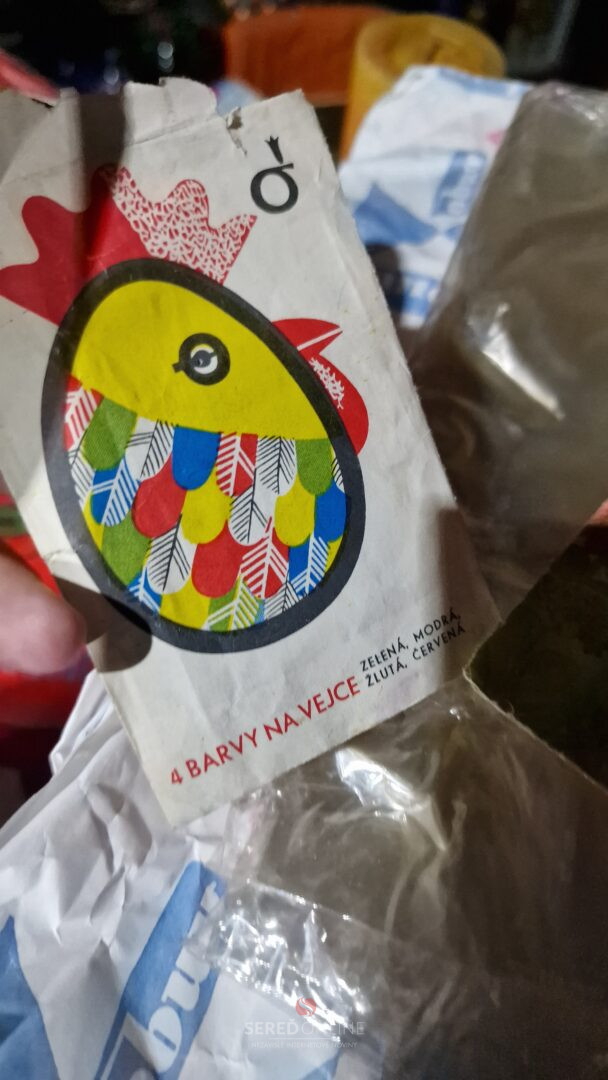 4 BARVY NA VEJCE
ZELENÁ, MODRÁ,
ŽLUTÁ, ČERVENÁ
SERED ONLINE